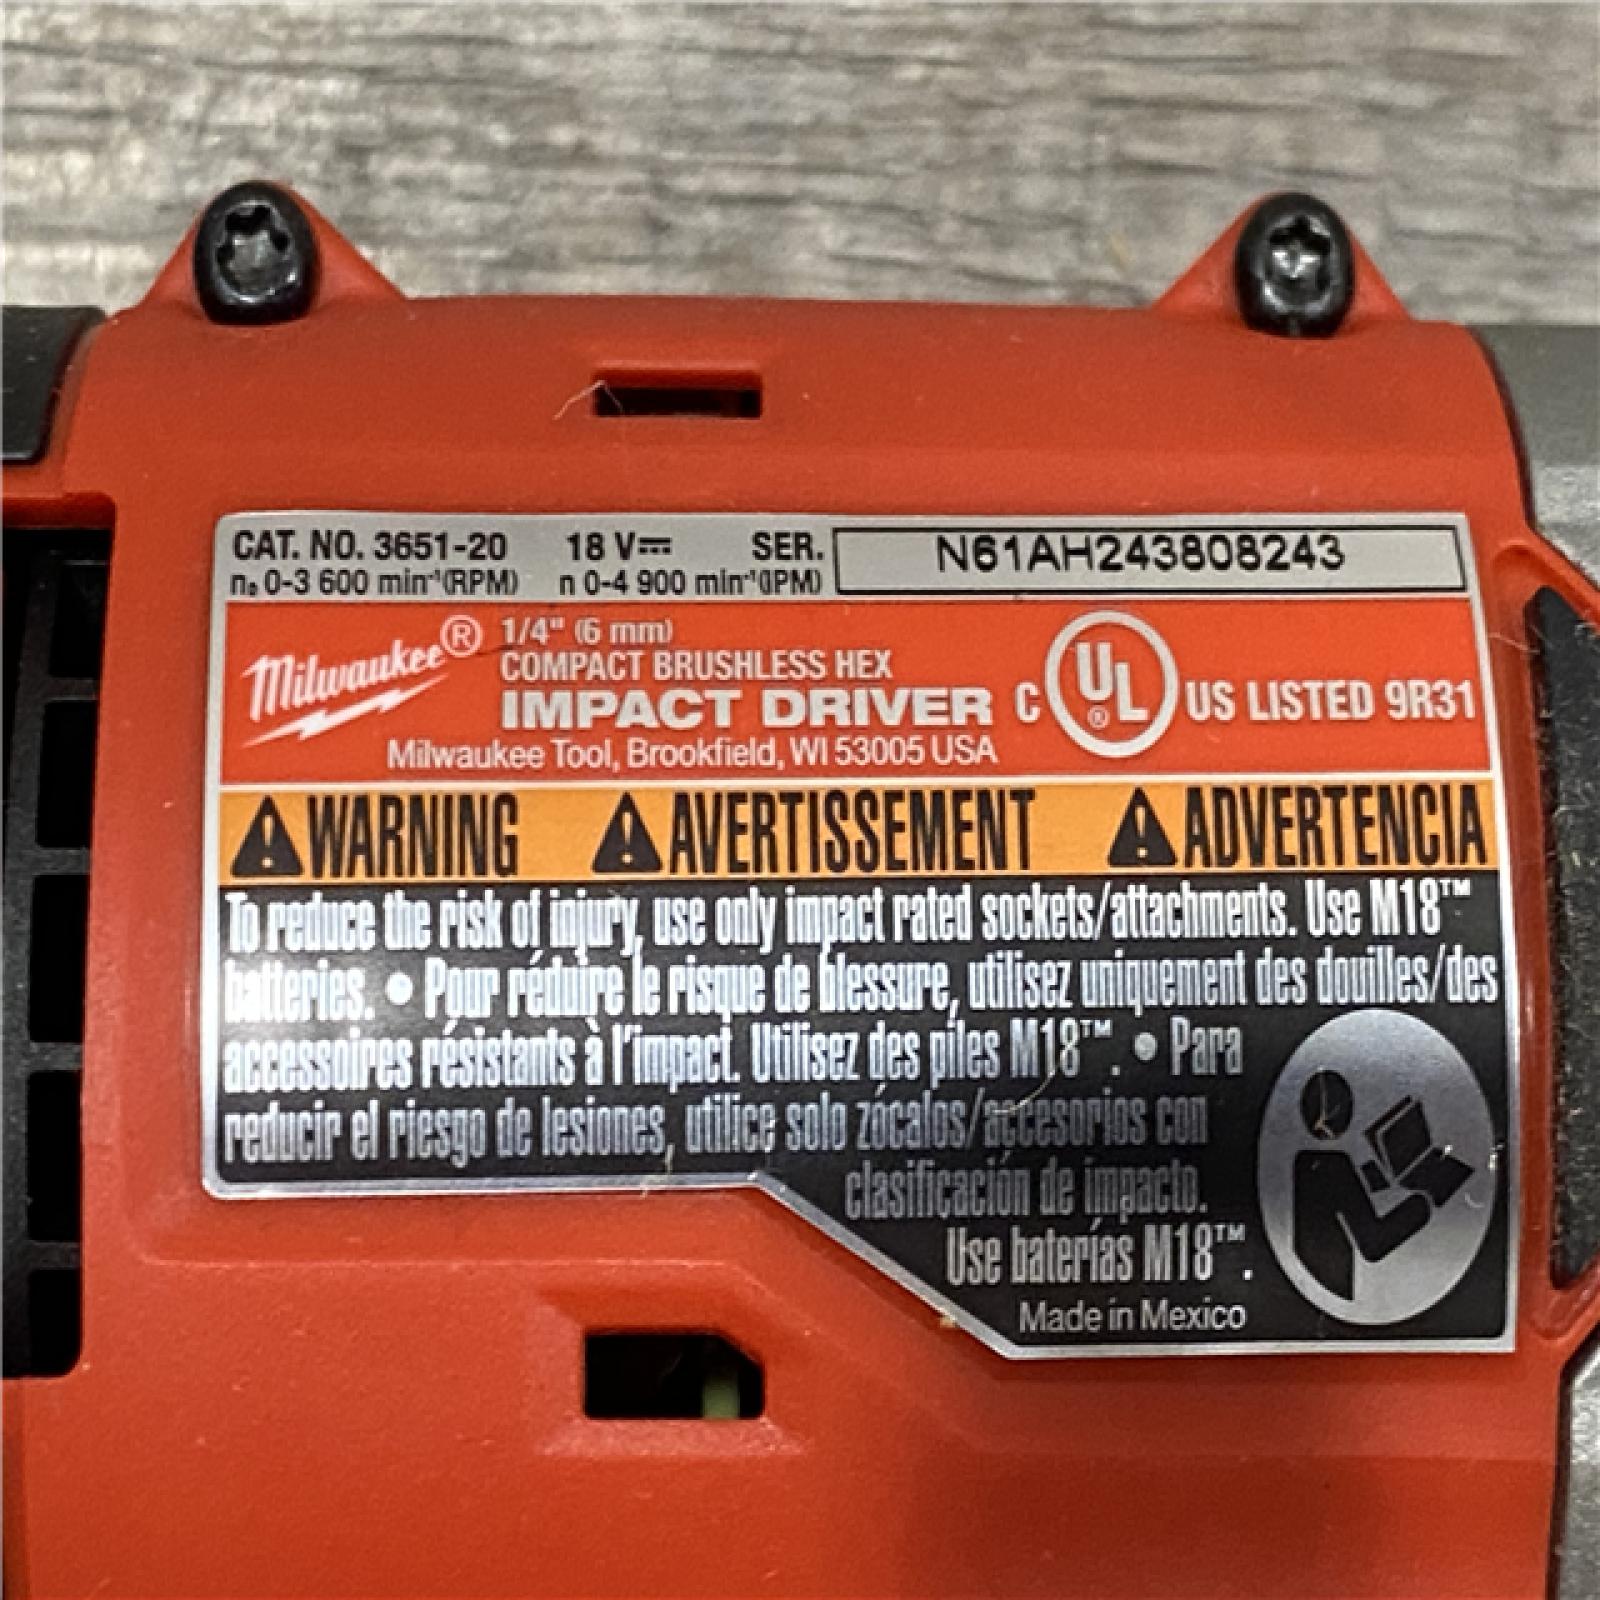 CAT. NO. 3651-20 18 V⎓ SER. N61AH243808243
n₀ 0-3 600 min⁻¹(RPM) n 0-4 900 min⁻¹(IPM)
Milwaukee® 1/4" (6 mm)
COMPACT BRUSHLESS HEX
IMPACT DRIVER C UL® US LISTED 9R31
Milwaukee Tool, Brookfield, WI 53005 USA
WARNING AVERTISSEMENT ADVERTENCIA
To reduce the risk of injury, use only impact rated sockets/attachments. Use M18™
batteries. • Pour réduire le risque de blessure, utilisez uniquement des douilles/des
accessoires résistants à l'impact. Utilisez des piles M18™. • Para
reducir el riesgo de lesiones, utilice solo zócalos/accesorios con
clasificación de impacto.
Use baterías M18™.
Made in Mexico